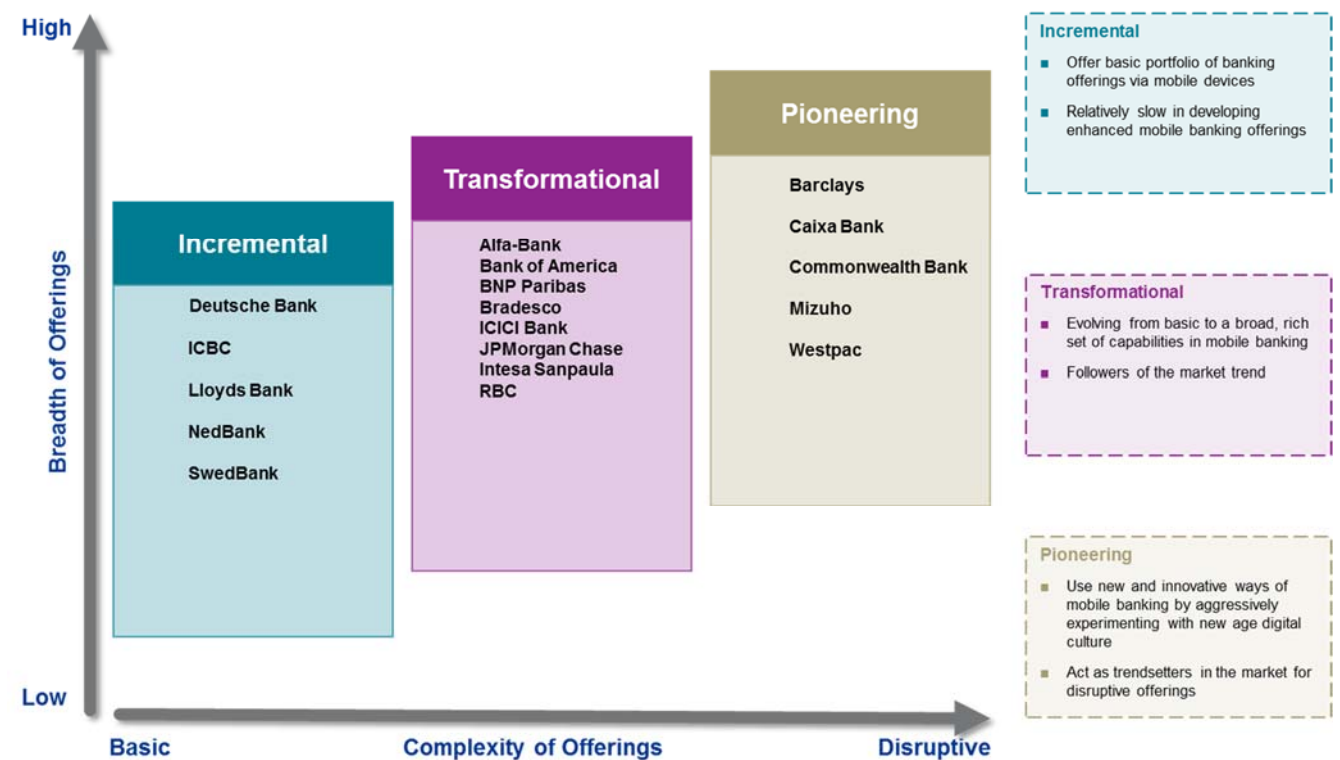 High
Breadth of Offerings
Low
Basic
Complexity of Offerings
Disruptive
Incremental
Deutsche Bank
ICBC
Lloyds Bank
NedBank
SwedBank
Transformational
Alfa-Bank
Bank of America
BNP Paribas
Bradesco
ICICI Bank
JPMorgan Chase
Intesa Sanpaula
RBC
Pioneering
Barclays
Caixa Bank
Commonwealth Bank
Mizuho
Westpac
Incremental
■ Offer basic portfolio of banking
offerings via mobile devices
■ Relatively slow in developing
enhanced mobile banking offerings
Transformational
■ Evolving from basic to a broad, rich
set of capabilities in mobile banking
■ Followers of the market trend
Pioneering
■ Use new and innovative ways of
mobile banking by aggressively
experimenting with new age digital
culture
■ Act as trendsetters in the market for
disruptive offerings